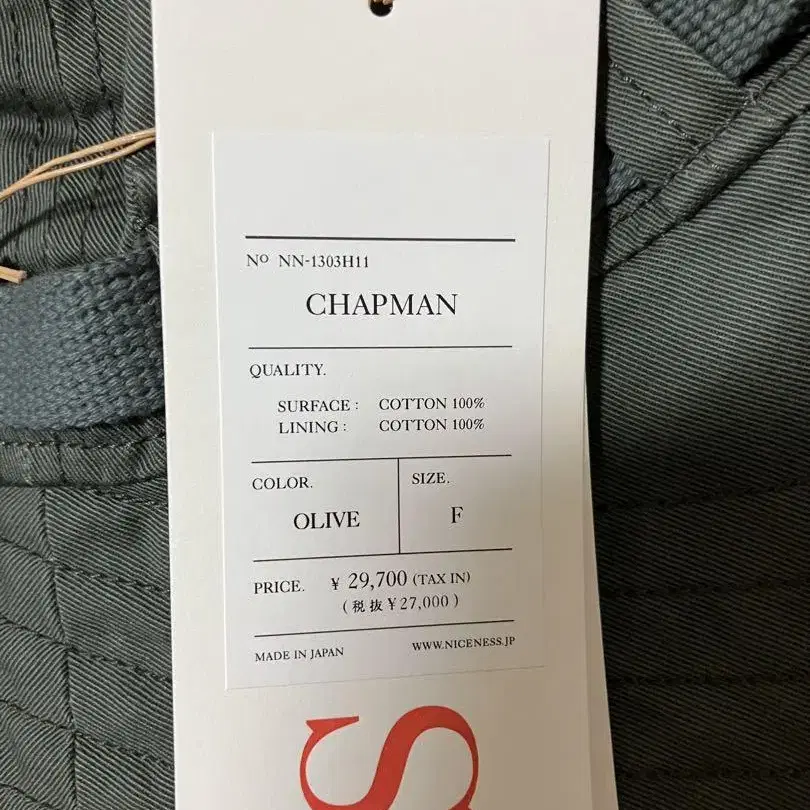 Nº NN-1303H11
CHAPMAN
QUALITY.
SURFACE : COTTON 100%
LINING : COTTON 100%
COLOR.
OLIVE
SIZE.
F
PRICE. ¥ 29,700 (TAX IN)
(税抜¥27,000)
MADE IN JAPAN
WWW.NICENESS.JP
S